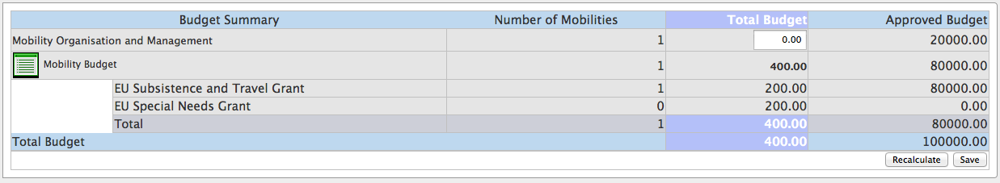 Budget Summary Number of Mobilities Total Budget Approved Budget
Mobility Organisation and Management 1 0.00 20000.00
Mobility Budget 1 400.00 80000.00
EU Subsistence and Travel Grant 1 200.00 80000.00
EU Special Needs Grant 0 200.00 0.00
Total 1 400.00 80000.00
Total Budget 400.00 100000.00
Recalculate Save